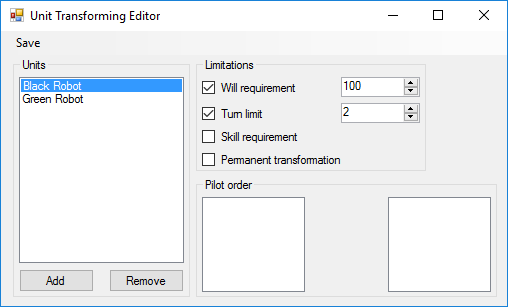 Unit Transforming Editor
Save
Units
Black Robot
Green Robot
Add
Remove
Limitations
Will requirement
100
Turn limit
2
Skill requirement
Permanent transformation
Pilot order